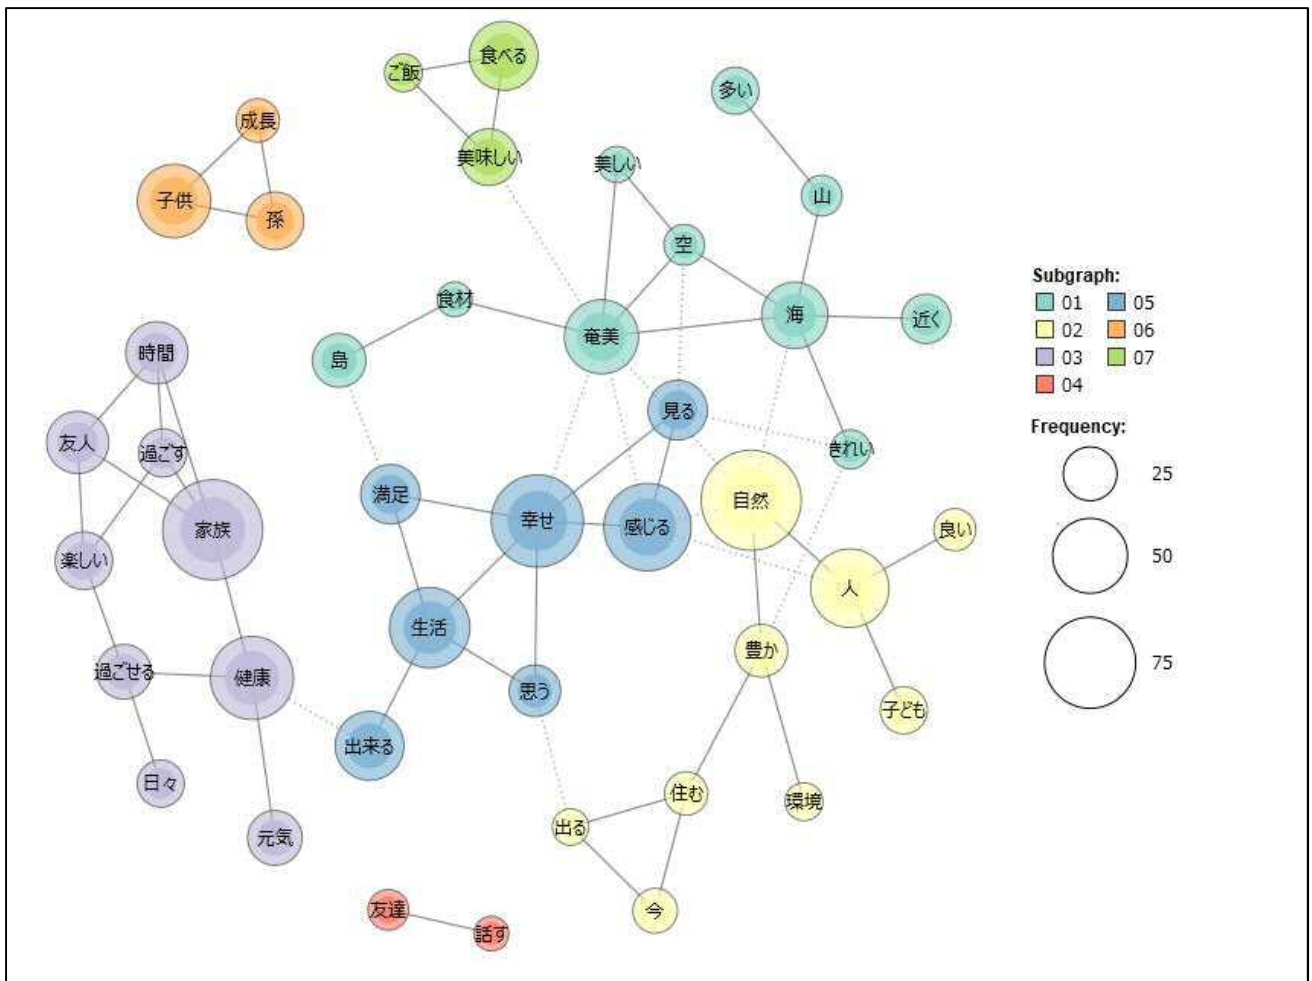 食べる
ご飯
多い
成長
美味しい
美しい
山
子供
孫
空
Subgraph:
01 05
02 06
03 07
04
食材
海
近く
奄美
時間
島
見る
Frequency:
友人
過ごす
きれい
25
満足
自然
幸せ
感じる
家族
良い
50
楽しい
人
生活
豊か
75
過ごせる
健康
思う
子ども
出来る
日々
住む
環境
出る
元気
友達
今
話す